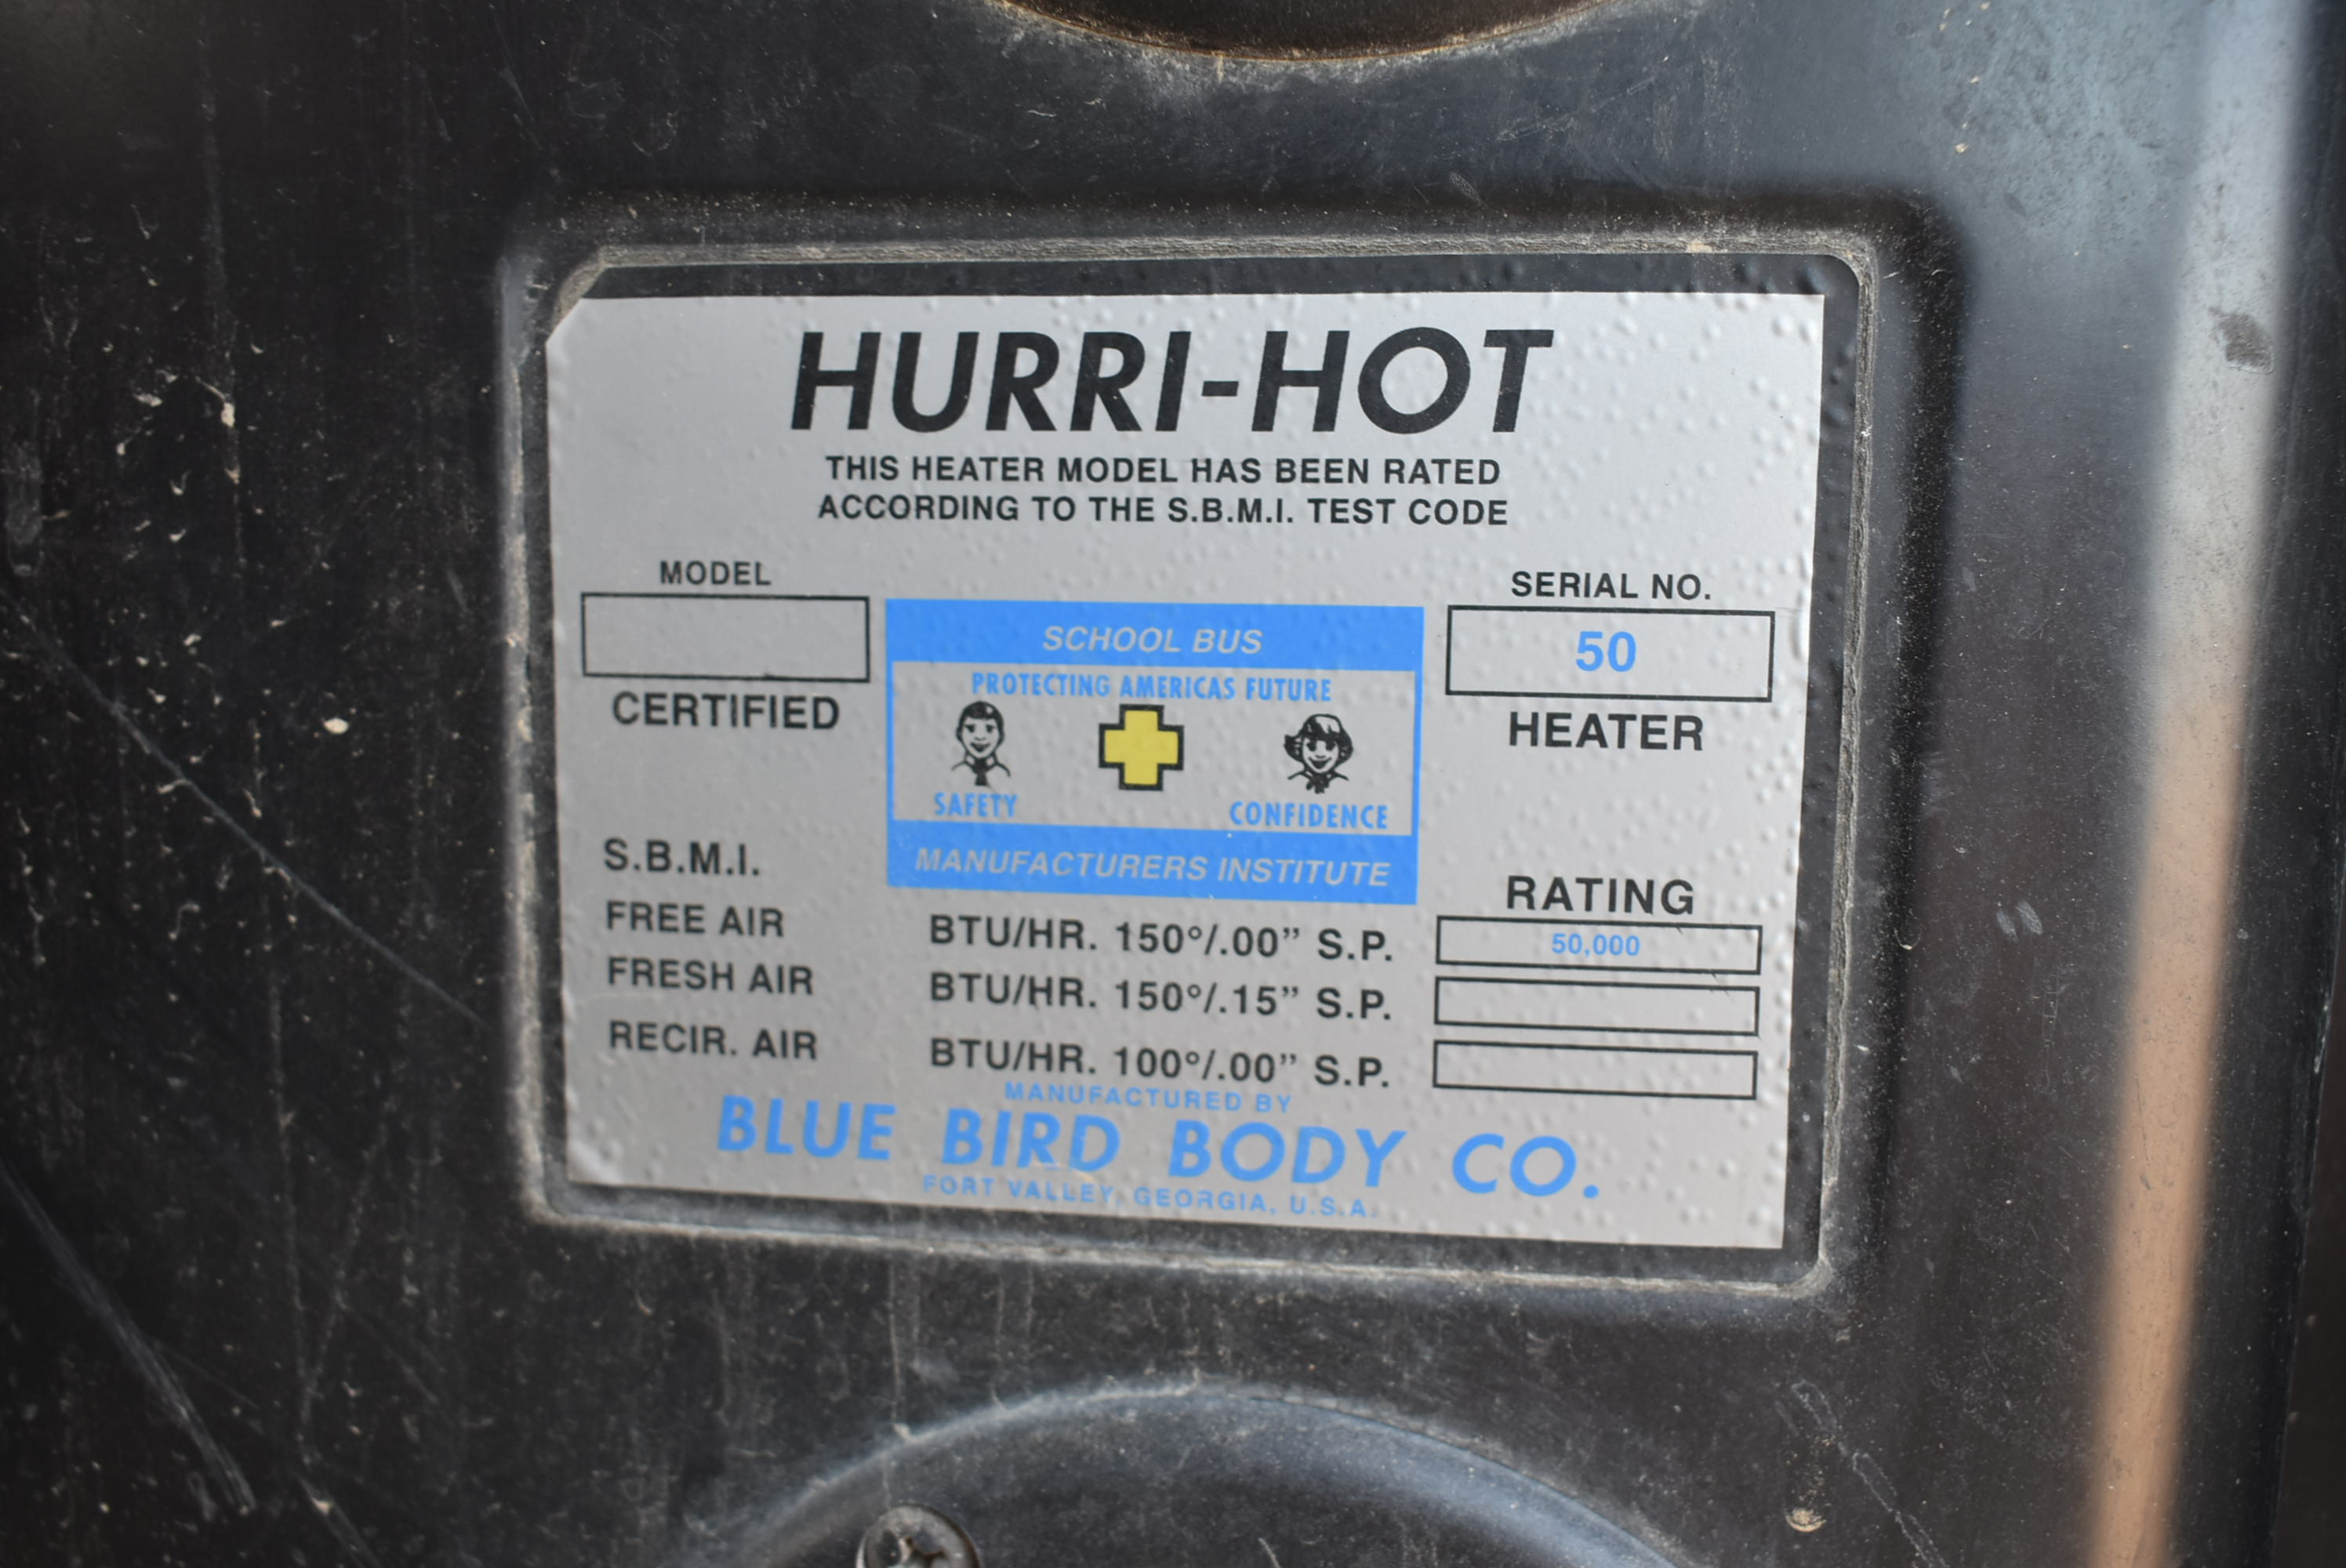 HURRI-HOT
THIS HEATER MODEL HAS BEEN RATED
ACCORDING TO THE S.B.M.I. TEST CODE
MODEL
CERTIFIED
SCHOOL BUS
PROTECTING AMERICAS FUTURE
SAFETY CONFIDENCE
MANUFACTURERS INSTITUTE
SERIAL NO.
50
HEATER
S.B.M.I. RATING
FREE AIR BTU/HR. 150°/.00” S.P. 50,000
FRESH AIR BTU/HR. 150°/.15” S.P.
RECIR. AIR BTU/HR. 100°/.00” S.P.
MANUFACTURED BY
BLUE BIRD BODY CO.
FORT VALLEY, GEORGIA, U.S.A.